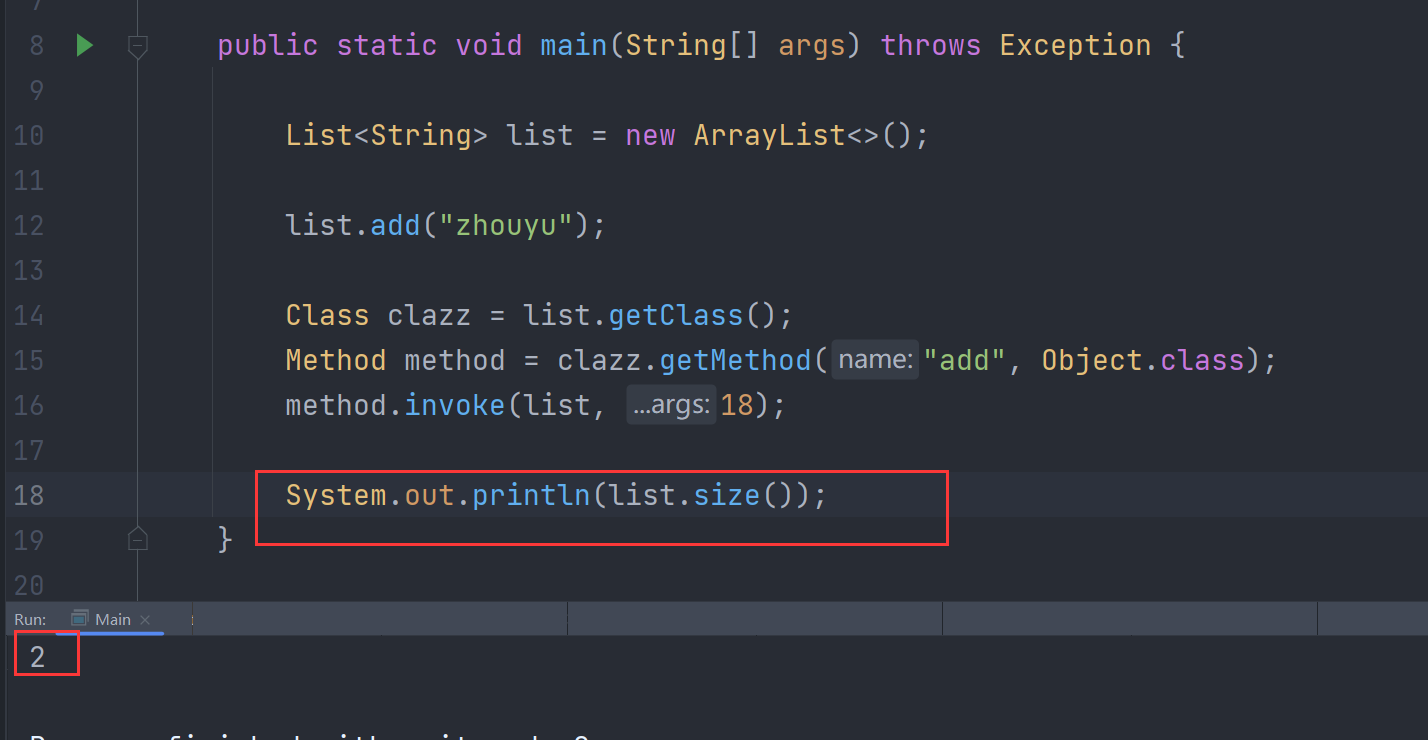 7
8 public static void main(String[] args) throws Exception {
9
10 List<String> list = new ArrayList<>();
11
12 list.add("zhouyu");
13
14 Class clazz = list.getClass();
15 Method method = clazz.getMethod( name: "add", Object.class);
16 method.invoke(list, ...args: 18);
17
18 System.out.println(list.size());
19 }
20
Run: Main ×
2